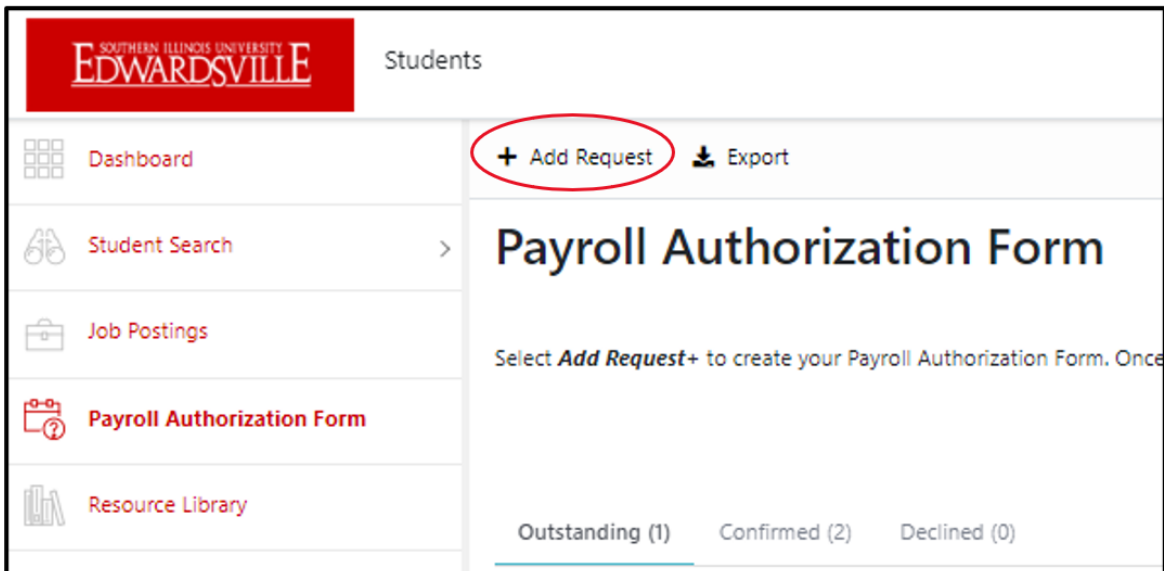 SOUTHERN ILLINOIS UNIVERSITY
EDWARDSVILLE
Students
Dashboard
Student Search
Job Postings
Payroll Authorization Form
Resource Library
+ Add Request
Export
Payroll Authorization Form
Select Add Request+ to create your Payroll Authorization Form. Once
Outstanding (1) Confirmed (2) Declined (0)